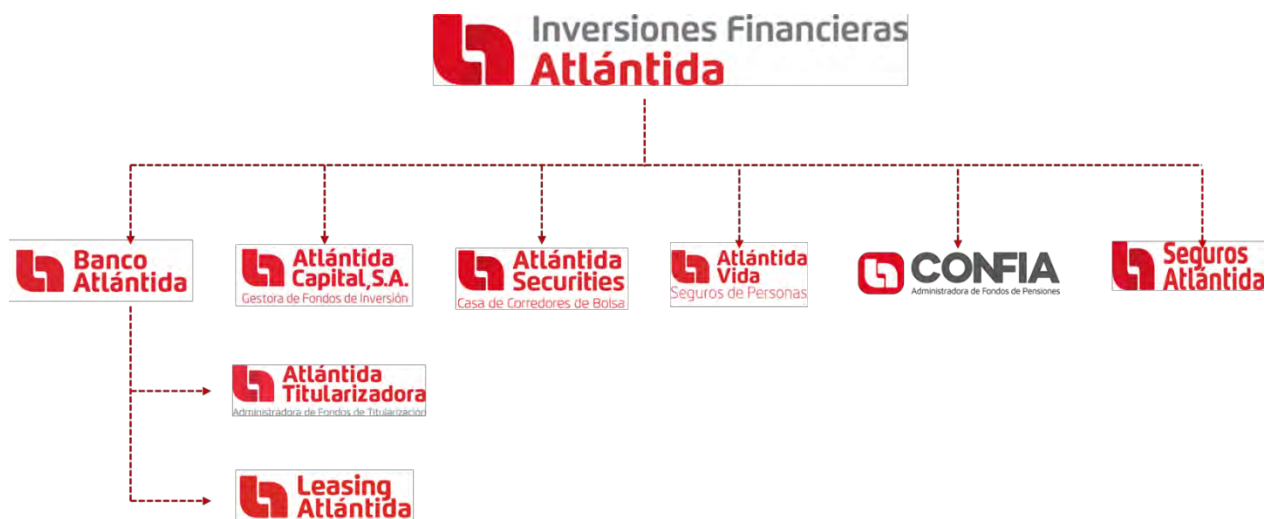 Inversiones Financieras
Atlántida
Banco
Atlántida
Atlántida
Capital, S.A.
Gestora de Fondos de Inversión
Atlántida
Securities
Casa de Corredores de Bolsa
Atlántida
Vida
Seguros de Personas
CONFIA
Administradora de Fondos de Pensiones
Seguros
Atlántida
Atlántida
Titularizadora
Administradora de Fondos de Titularización
Leasing
Atlántida